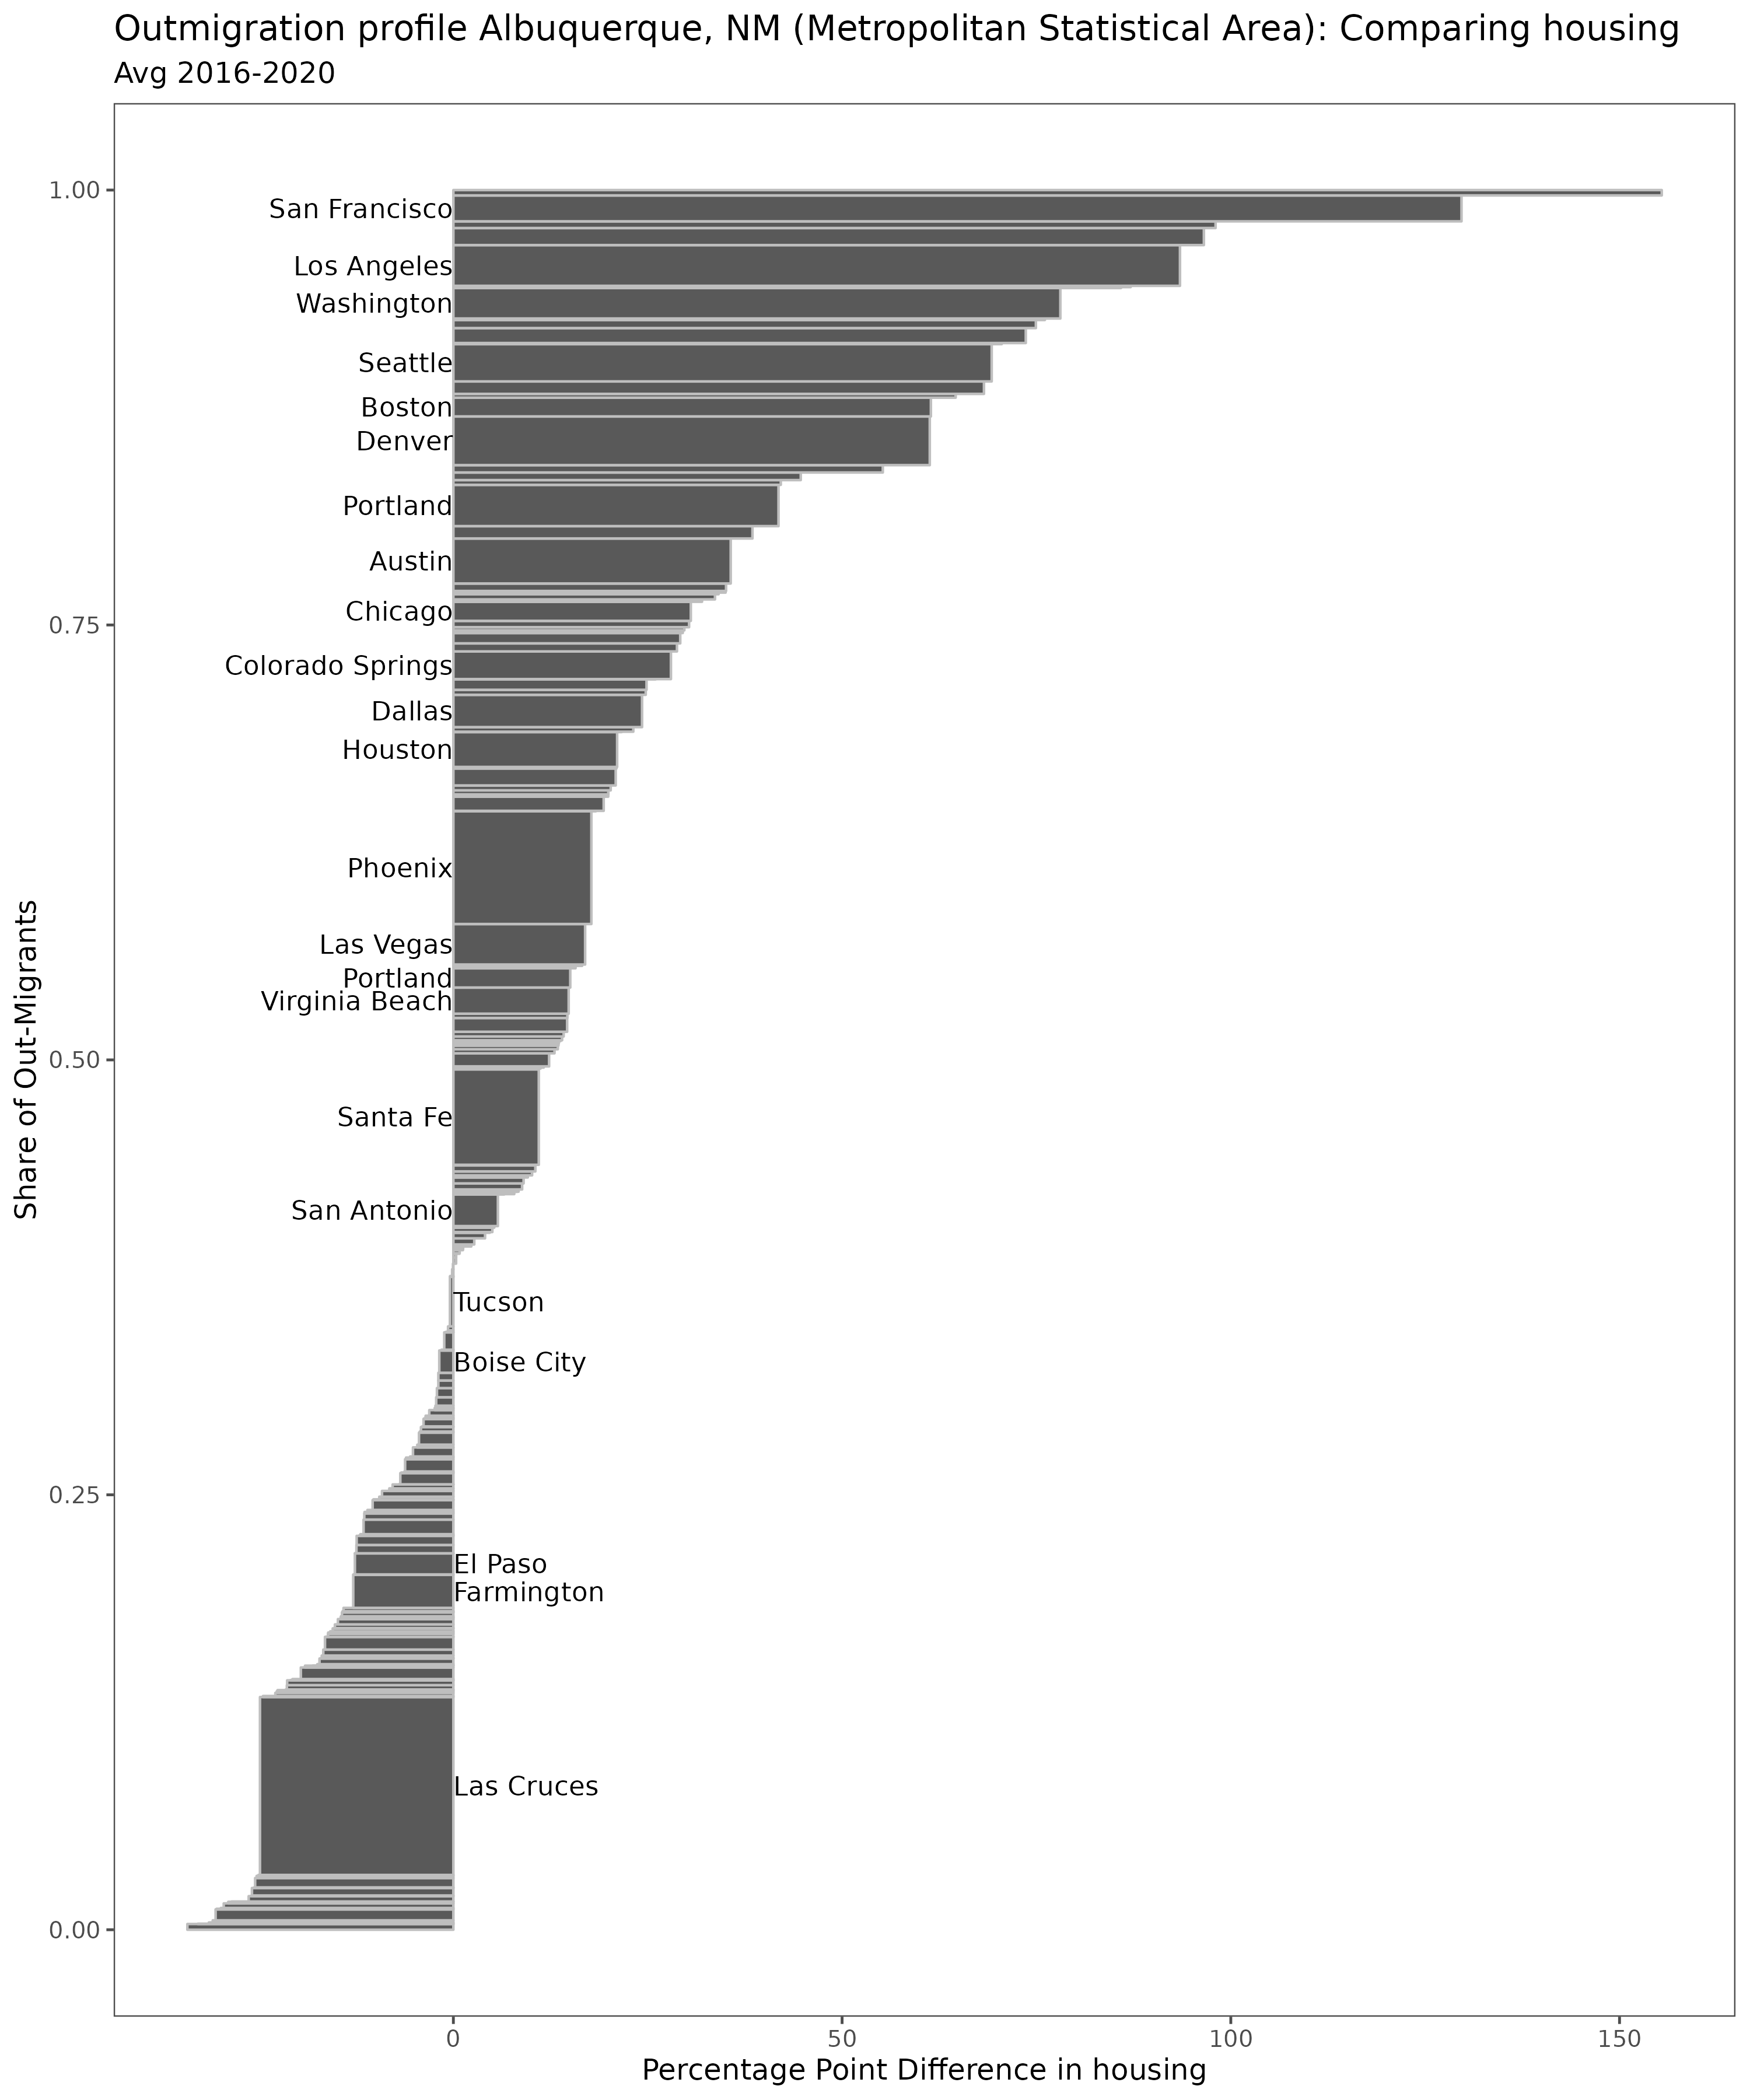 Outmigration profile Albuquerque, NM (Metropolitan Statistical Area): Comparing housing
Avg 2016-2020
1.00
San Francisco
Los Angeles
Washington
Seattle
Boston
Denver
Portland
Austin
Chicago
0.75
Colorado Springs
Dallas
Houston
Phoenix
Las Vegas
Portland
Virginia Beach
0.50
Santa Fe
San Antonio
Tucson
Boise City
0.25
El Paso
Farmington
Las Cruces
0.00
Share of Out-Migrants
0 50 100 150
Percentage Point Difference in housing